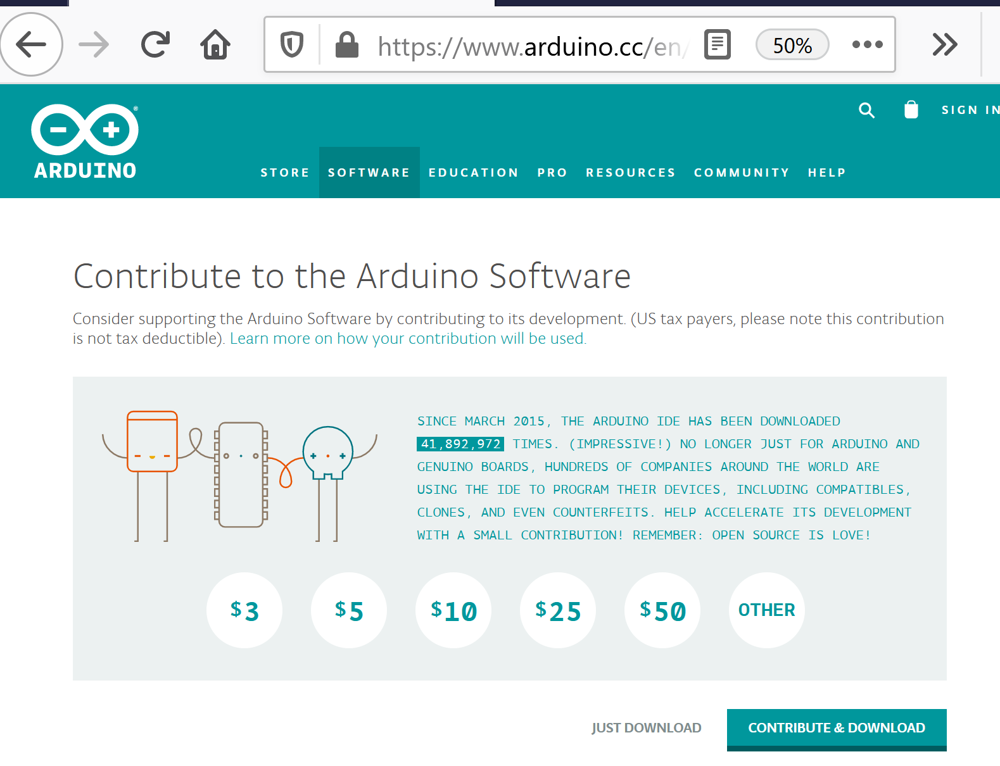 https://www.arduino.cc/en/
50%
SIGN IN
ARDUINO
STORE SOFTWARE EDUCATION PRO RESOURCES COMMUNITY HELP
Contribute to the Arduino Software
Consider supporting the Arduino Software by contributing to its development. (US tax payers, please note this contribution
is not tax deductible). Learn more on how your contribution will be used.
SINCE MARCH 2015, THE ARDUINO IDE HAS BEEN DOWNLOADED
41,892,972 TIMES. (IMPRESSIVE!) NO LONGER JUST FOR ARDUINO AND
GENUINO BOARDS, HUNDREDS OF COMPANIES AROUND THE WORLD ARE
USING THE IDE TO PROGRAM THEIR DEVICES, INCLUDING COMPATIBLES,
CLONES, AND EVEN COUNTERFEITS. HELP ACCELERATE ITS DEVELOPMENT
WITH A SMALL CONTRIBUTION! REMEMBER: OPEN SOURCE IS LOVE!
$3 $5 $10 $25 $50 OTHER
JUST DOWNLOAD CONTRIBUTE & DOWNLOAD